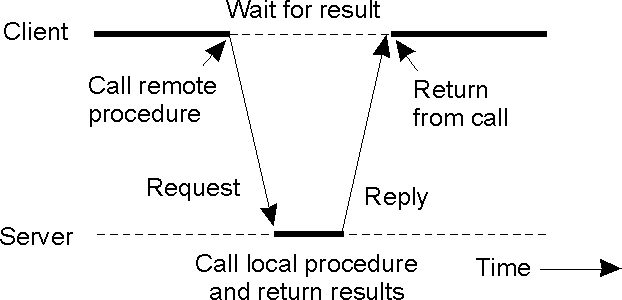 Wait for result
Client
Call remote
procedure
Return
from call
Request
Reply
Server
Call local procedure
and return results
Time